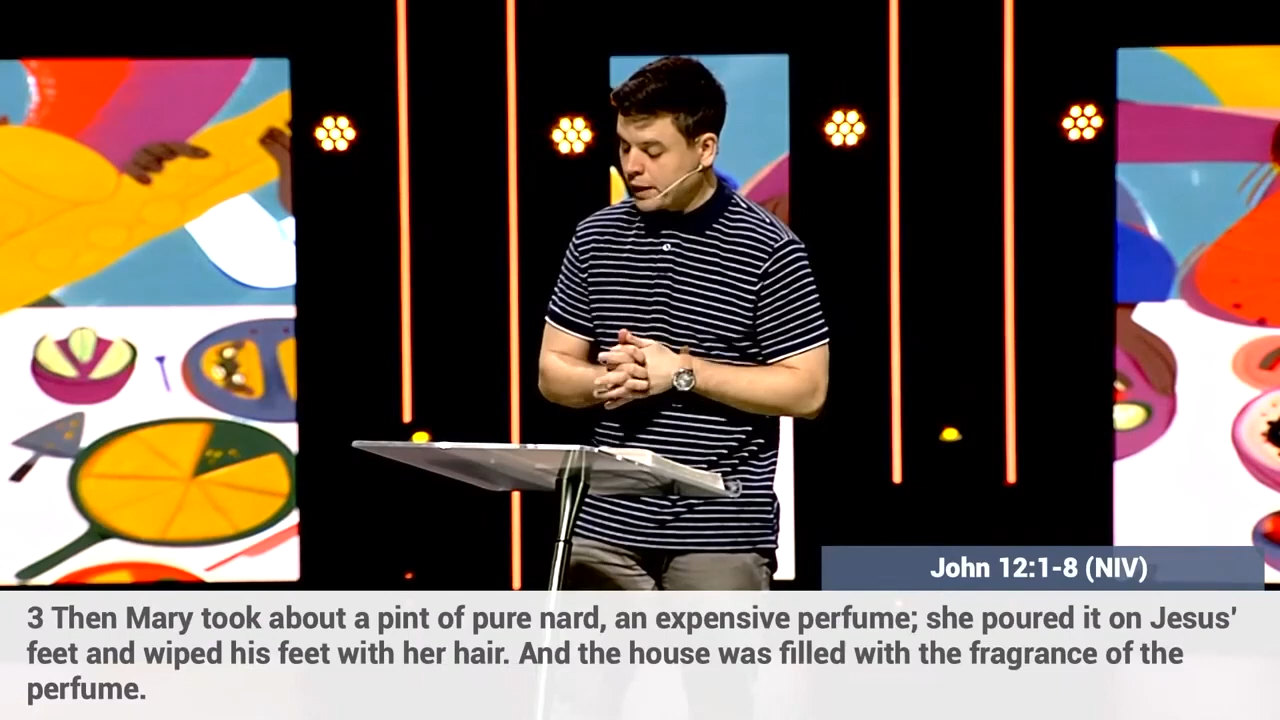 John 12:1-8 (NIV)
3 Then Mary took about a pint of pure nard, an expensive perfume; she poured it on Jesus’
feet and wiped his feet with her hair. And the house was filled with the fragrance of the
perfume.